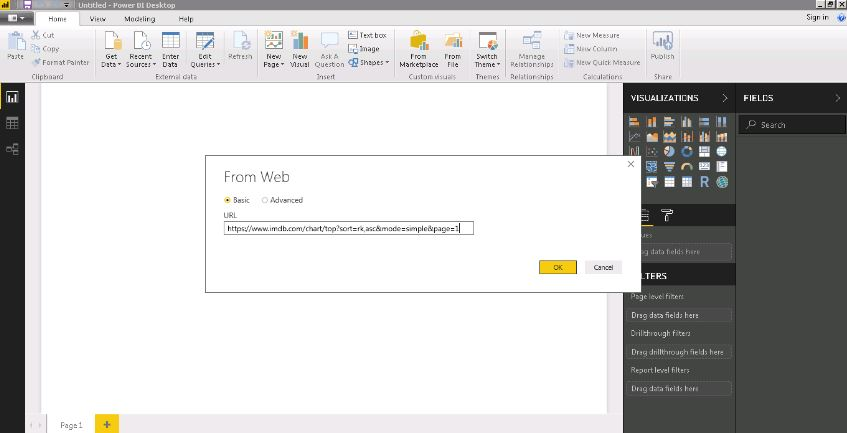 Untitled - Power BI Desktop
Home View Modeling Help Sign in
Paste
Cut
Copy
Format Painter
Clipboard
Get Data
Recent Sources
Enter Data
Edit Queries
Refresh
External data
New Page
New Visual
Ask A Question
Text box
Image
Shapes
Insert
From Marketplace
From File
Custom visuals
Switch Theme
Themes
Manage Relationships
Relationships
New Measure
New Column
New Quick Measure
Calculations
Publish
Share
VISUALIZATIONS
FIELDS
Search
R
From Web
Basic Advanced
URL
https://www.imdb.com/chart/top?sort=rk,asc&mode=simple&page=1
OK Cancel
data fields here
Page level filters
Drag data fields here
Drillthrough filters
Drag drillthrough fields here
Report level filters
Drag data fields here
Page 1